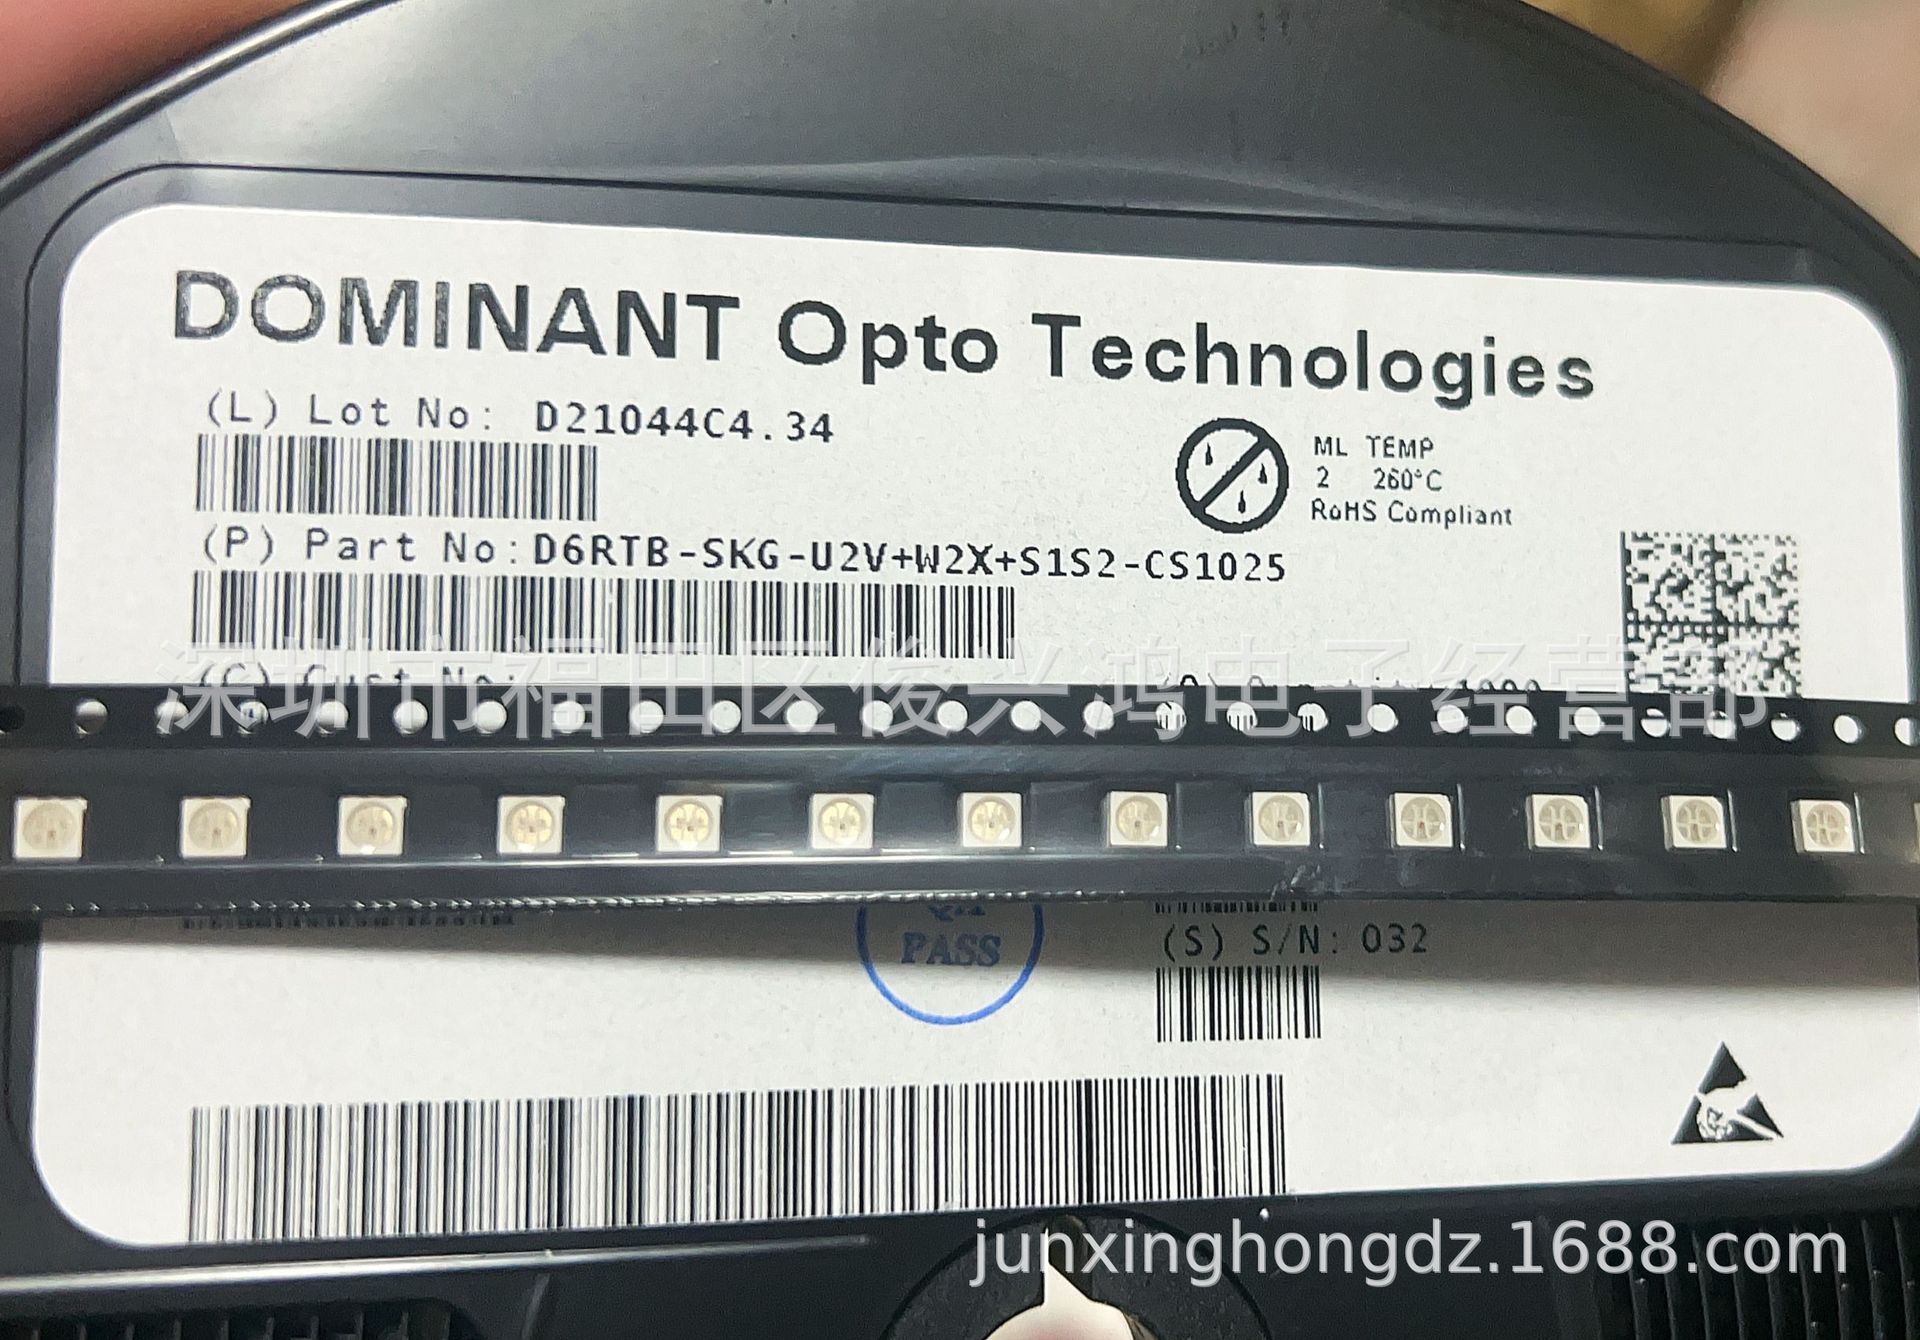 DOMINANT Opto Technologies
(L) Lot No: D21044C4.34
ML TEMP
2 260°C
RoHS Compliant
(P) Part No:D6RTB-SKG-U2V+W2X+S1S2-CS1025
深圳市福田区俊兴鸿电子经营部
PASS
(S) S/N: 032
junxinghongdz.1688.com